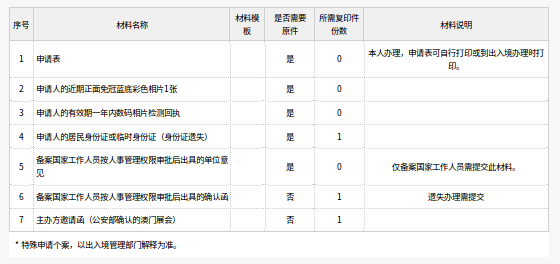 序号 材料名称 材料模板 是否需要原件 所需复印件份数 材料说明
1 申请表 是 0 本人办理，申请表可自行打印或到出入境办理时打印。
2 申请人的近期正面免冠蓝底彩色相片1张 是 0
3 申请人的有效期一年内数码相片检测回执 是 0
4 申请人的居民身份证或临时身份证（身份证遗失） 是 1
5 备案国家工作人员按人事管理权限审批后出具的单位意见 是 0 仅备案国家工作人员需提交此材料。
6 备案国家工作人员按人事管理权限审批后出具的确认函 否 1 遗失办理需提交
7 主办方邀请函（公安部确认的澳门展会） 否 1
* 特殊申请个案，以出入境管理部门解释为准。